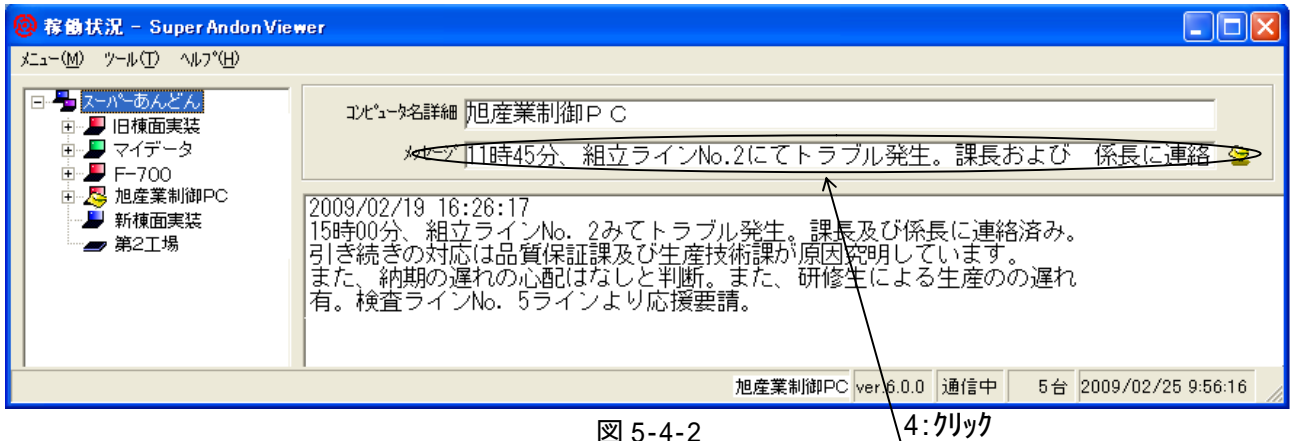 稼働状況 - Super Andon Viewer
ﾒﾆｭｰ(M) ﾂｰﾙ(T) ﾍﾙﾌﾟ(H)
スーパーあんどん
旧棟面実装
マイデータ
F-700
旭産業制御PC
新棟面実装
第2工場
ｺﾝﾋﾟｭｰﾀ名詳細 旭産業制御ＰＣ
ﾒｯｾｰｼﾞ 11時45分、組立ラインNo.2にてトラブル発生。課長および　係長に連絡
2009/02/19 16:26:17
15時00分、組立ラインNo. 2みてトラブル発生。課長及び係長に連絡済み。
引き続きの対応は品質保証課及び生産技術課が原因究明しています。
また、納期の遅れの心配はなしと判断。また、研修生による生産のの遅れ
有。検査ラインNo. 5ラインより応援要請。
旭産業制御PC ver.6.0.0 通信中 5台 2009/02/25 9:56:16
図 5-4-2
4:ｸﾘｯｸ